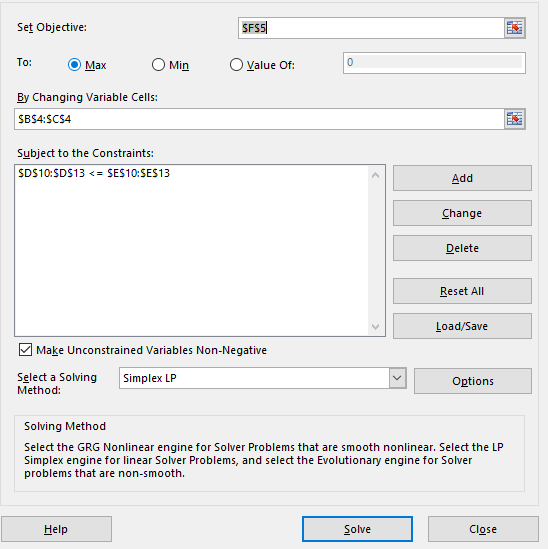 Set Objective: $F$5
To: Max Min Value Of: 0
By Changing Variable Cells:
$B$4:$C$4
Subject to the Constraints:
$D$10:$D$13 <= $E$10:$E$13
Add
Change
Delete
Reset All
Load/Save
Make Unconstrained Variables Non-Negative
Select a Solving Method: Simplex LP Options
Solving Method
Select the GRG Nonlinear engine for Solver Problems that are smooth nonlinear. Select the LP
Simplex engine for linear Solver Problems, and select the Evolutionary engine for Solver
problems that are non-smooth.
Help Solve Close